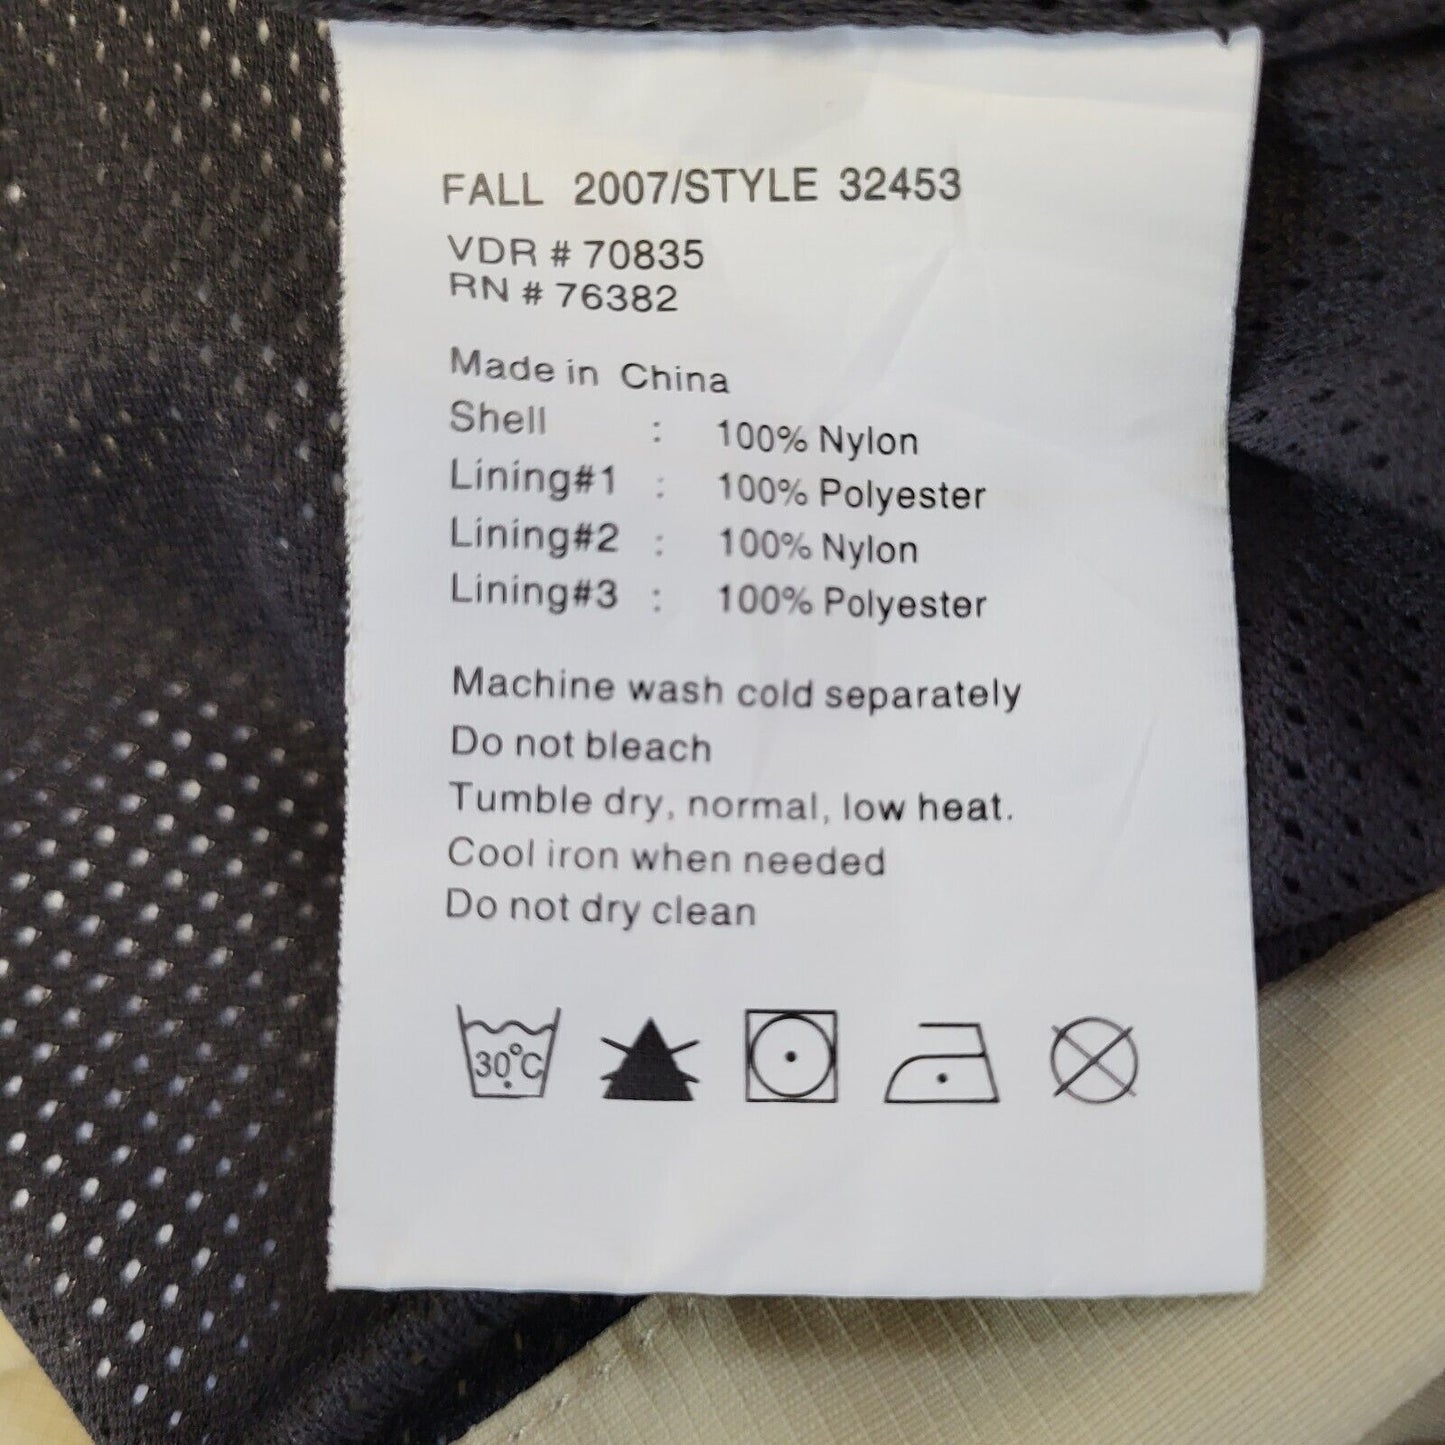 FALL 2007/STYLE 32453
VDR # 70835
RN # 76382
Made in China
Shell : 100% Nylon
Lining#1 : 100% Polyester
Lining#2 : 100% Nylon
Lining#3 : 100% Polyester
Machine wash cold separately
Do not bleach
Tumble dry, normal, low heat.
Cool iron when needed
Do not dry clean
30°C